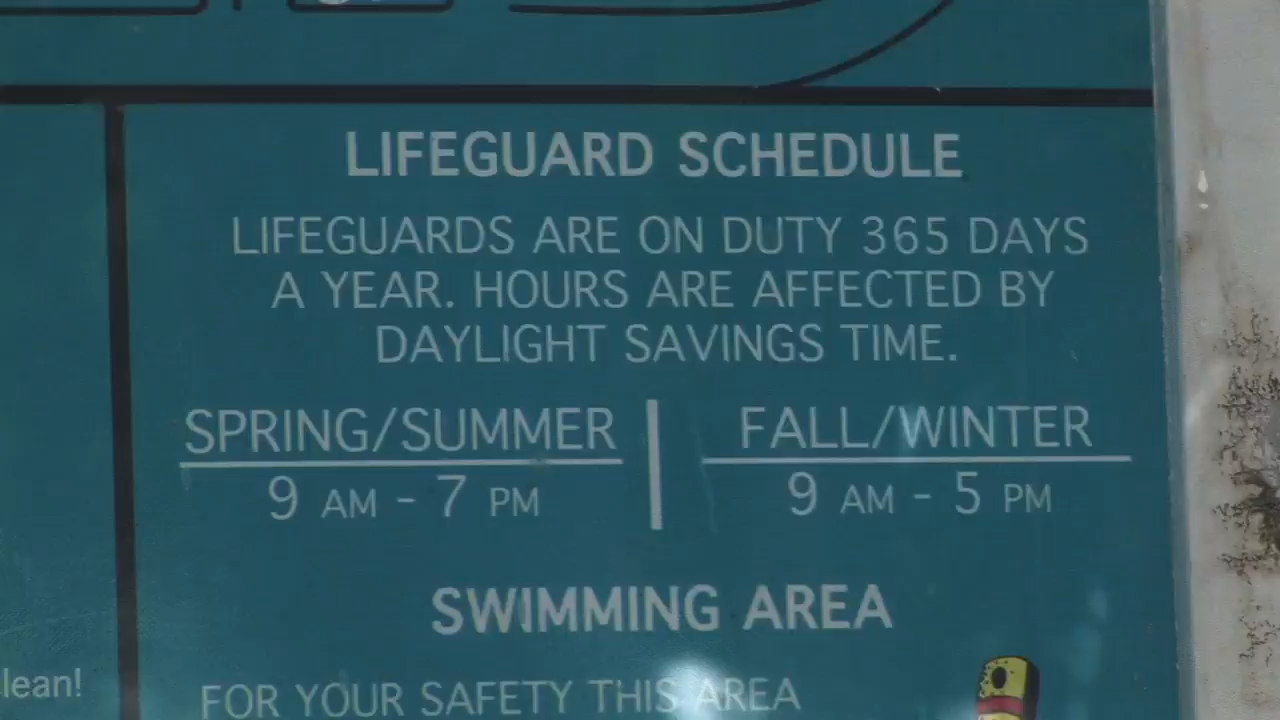 LIFEGUARD SCHEDULE
LIFEGUARDS ARE ON DUTY 365 DAYS
A YEAR. HOURS ARE AFFECTED BY
DAYLIGHT SAVINGS TIME.
SPRING/SUMMER
9 AM - 7 PM
FALL/WINTER
9 AM - 5 PM
SWIMMING AREA
FOR YOUR SAFETY THIS AREA
lean!